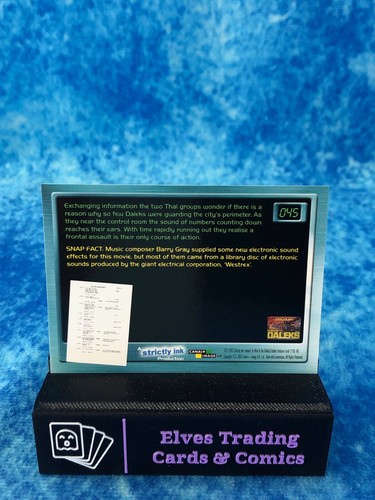 Exchanging information the two Thal groups wonder if there is a
reason why so few Daleks were guarding the city's perimeter. As
they near the control room the sound of numbers counting down
reaches their ears. With time rapidly running out they realise a
frontal assault is their only course of action.
045
SNAP FACT: Music composer Barry Gray supplied some new electronic sound
effects for this movie, but most of them came from a library disc of electronic
sounds produced by the giant electrical corporation, 'Westrex'.
DALEKS
strictly ink
Production
CANAL+
IMAGE
Elves Trading
Cards & Comics